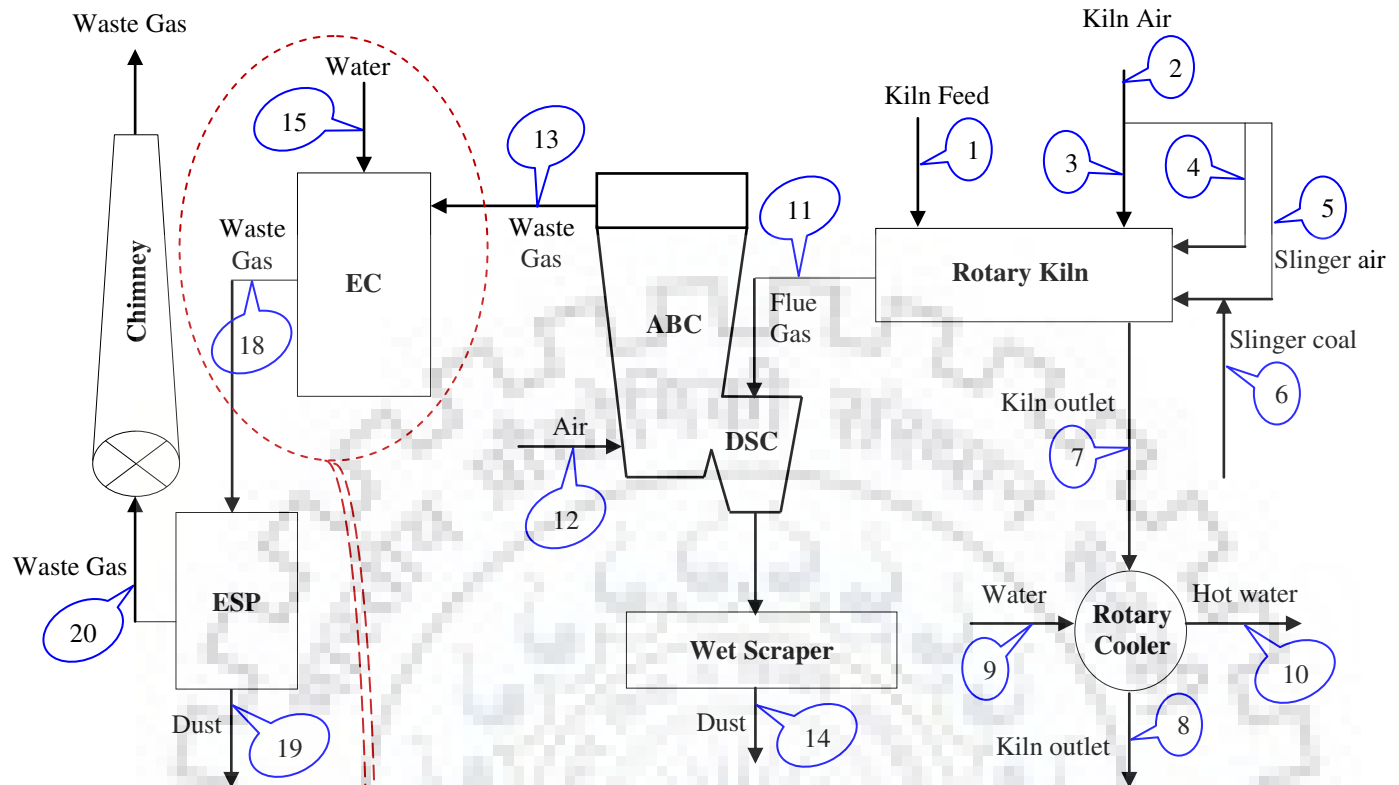 Waste Gas
Kiln Air
Water
2
Kiln Feed
15
13
1
3
4
11
5
Waste
Gas
Waste
Gas
Slinger air
EC
Rotary Kiln
Chimney
ABC
Flue
Gas
18
Slinger coal
6
Kiln outlet
Air
DSC
7
12
Waste Gas
ESP
Water
Hot water
Rotary
Cooler
20
Wet Scraper
9
10
Dust
19
Dust
14
8
Kiln outlet